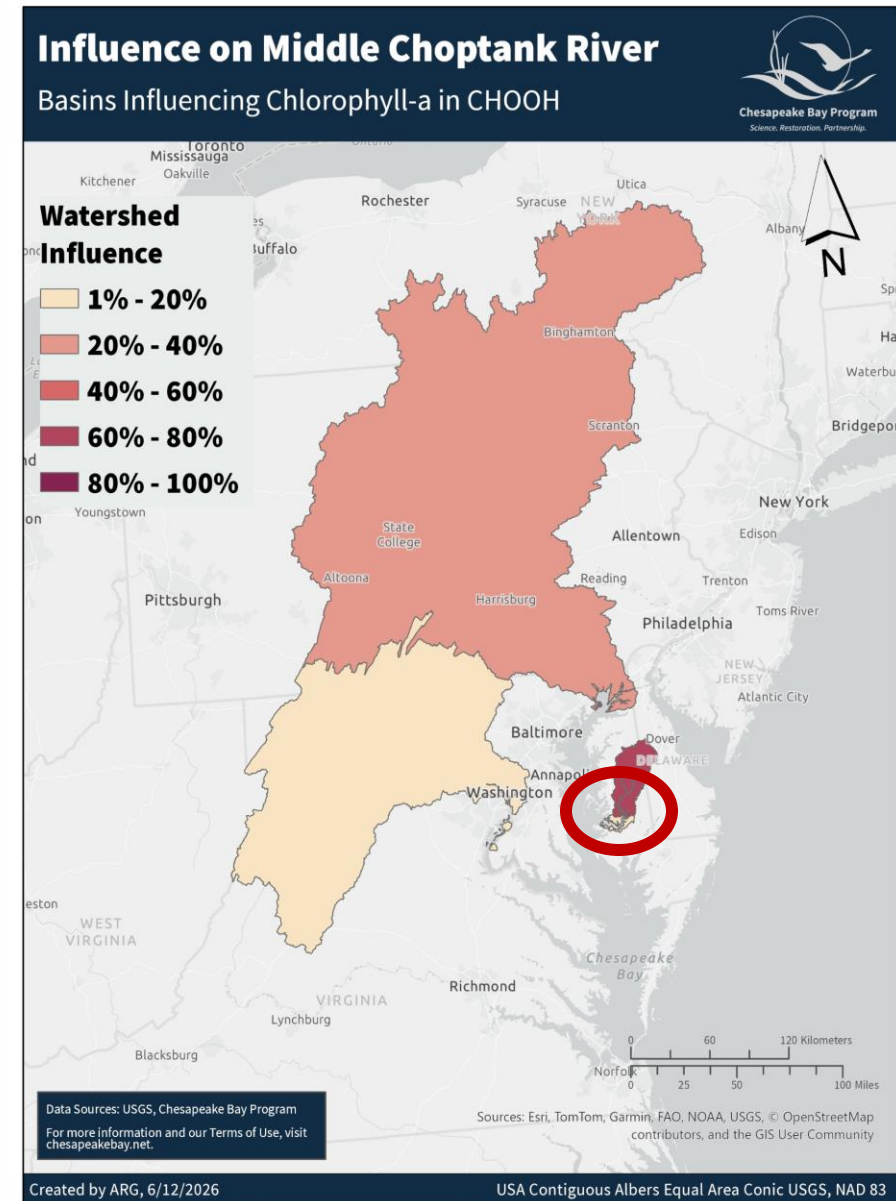 Influence on Middle Choptank River
Basins Influencing Chlorophyll-a in CHOOH
Chesapeake Bay Program
Science. Restoration. Partnership.
Toronto
Mississauga
Oakville
Kitchener
Rochester
Syracuse
Utica
NEW
YORK
Albany
Watershed
Influence
1% - 20%
20% - 40%
40% - 60%
60% - 80%
80% - 100%
uffalo
N
Binghamton
Scranton
Waterbu
Bridgepor
New York
Youngstown
State
College
Allentown
Edison
Altoona
Reading
Trenton
Pittsburgh
Harrisburg
Toms River
Philadelphia
NEW
JERSEY
Atlantic City
Baltimore
Dover
DELAWARE
Annapoli
Washington
WEST
VIRGINIA
Chesapeake
Bay
Richmond
VIRGINIA
Lynchburg
Blacksburg
Norfolk
0 60 120 Kilometers
0 25 50 100 Miles
Data Sources: USGS, Chesapeake Bay Program
For more information and our Terms of Use, visit
chesapeakebay.net.
Sources: Esri, TomTom, Garmin, FAO, NOAA, USGS, © OpenStreetMap
contributors, and the GIS User Community
Created by ARG, 6/12/2026
USA Contiguous Albers Equal Area Conic USGS, NAD 83